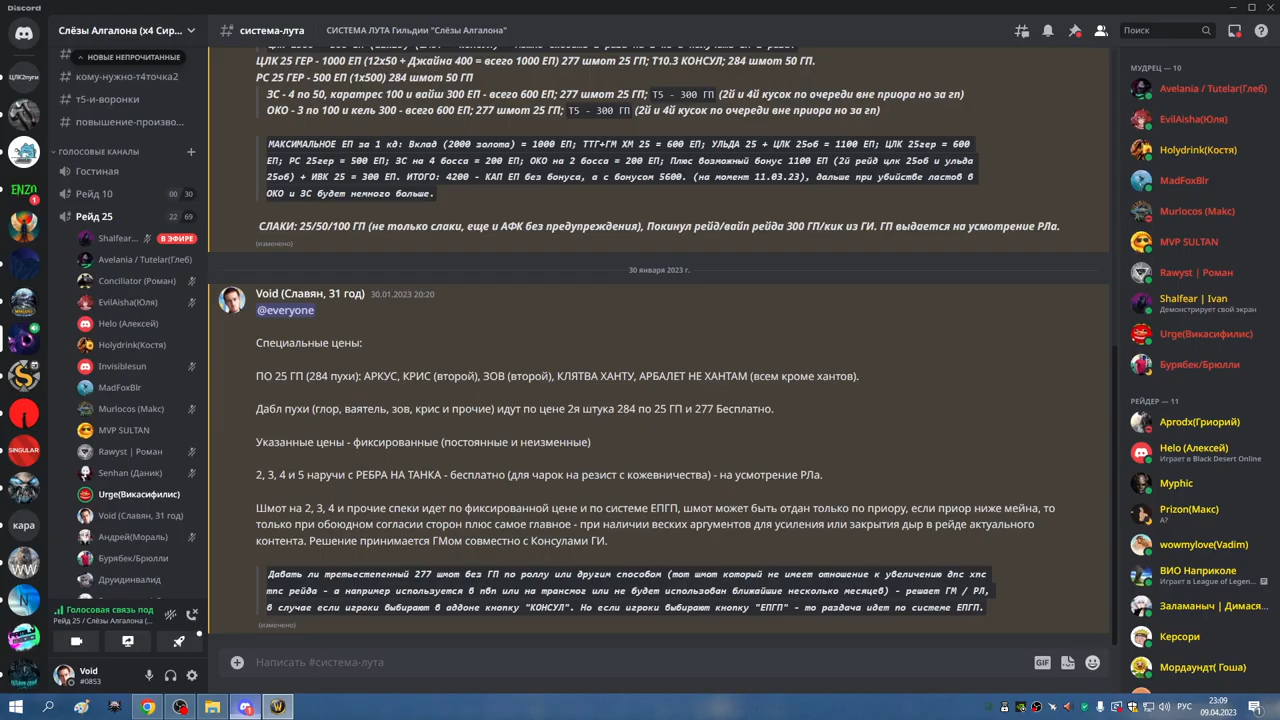 Discord
Слёзы Алгалона (x4 Сир...
система-лута
СИСТЕМА ЛУТА Гильдии "Слёзы Алгалона"
Поиск
НОВЫЕ НЕПРОЧИТАННЫЕ
кому-нужно-т4точка2
т5-и-воронки
повышение-произво...
ГОЛОСОВЫЕ КАНАЛЫ
Гостиная
Рейд 10
00 30
Рейд 25
22 69
Shalfear...
В ЭФИРЕ
Avelania / Tutelar(Глеб)
Conciliator (Роман)
EvilAisha(Юля)
Helo (Алексей)
Holydrink(Костя)
Invisiblesun
MadFoxBlr
Murlocos (Макс)
MVP SULTAN
Rawyst | Роман
Senhan (Даник)
Urge(Викасифилис)
Void (Славян, 31 год)
Андрей(Мораль)
Бурябек/Брюлли
Друидинвалид
Голосовая связь под
Рейд 25 / Слёзы Алгалона (...
Void
#0853
ЦЛК2пуги
ENZO
1
SINGULAR
кара
WW
ЦЛК 25 ГЕР - 1000 ЕП (12x50 + Джайна 400 = всего 1000 ЕП) 277 шмот 25 ГП; Т10.3 КОНСУЛ; 284 шмот 50 ГП.
РС 25 ГЕР - 500 ЕП (1x500) 284 шмот 50 ГП
ЗС - 4 по 50, каратрес 100 и вайш 300 ЕП - всего 600 ЕП; 277 шмот 25 ГП; Т5 - 300 ГП (2й и 4й кусок по очереди вне приора но за гп)
ОКО - 3 по 100 и кель 300 - всего 600 ЕП; 277 шмот 25 ГП; Т5 - 300 ГП (2й и 4й кусок по очереди вне приора но за гп)
МАКСИМАЛЬНОЕ ЕП за 1 кд: Вклад (2000 золота) = 1000 ЕП; ТТГ+ГМ ХМ 25 = 600 ЕП; УЛЬДА 25 + ЦЛК 25об = 1100 ЕП; ЦЛК 25гер = 600
ЕП; РС 25гер = 500 ЕП; ЗС на 4 босса = 200 ЕП; ОКО на 2 босса = 200 ЕП; Плюс возможный бонус 1100 ЕП (2й рейд цлк 25об и ульда
25об) + ИВК 25 = 300 ЕП. ИТОГО: 4200 - КАП ЕП без бонуса, а с бонусом 5600. (на момент 11.03.23), дальше при убийстве ластов в
ОКО и ЗС будет немного больше.
СЛАКИ: 25/50/100 ГП (не только слаки, еще и АФК без предупреждения), Покинул рейд/вайп рейда 300 ГП/кик из ГИ. ГП выдается на усмотрение РЛа.
(изменено)
30 января 2023 г.
Void (Славян, 31 год) 30.01.2023 20:20
@everyone
Специальные цены:
ПО 25 ГП (284 пухи): АРКУС, КРИС (второй), ЗОВ (второй), КЛЯТВА ХАНТУ, АРБАЛЕТ НЕ ХАНТАМ (всем кроме хантов).
Дабл пухи (глор, ваятель, зов, крис и прочие) идут по цене 2я штука 284 по 25 ГП и 277 Бесплатно.
Указанные цены - фиксированные (постоянные и неизменные)
2, 3, 4 и 5 наручи с РЕБРА НА ТАНКА - бесплатно (для чарок на резист с кожевничества) - на усмотрение РЛа.
Шмот на 2, 3, 4 и прочие спеки идет по фиксированной цене и по системе ЕПГП, шмот может быть отдан только по приору, если приор ниже мейна, то
только при обоюдном согласии сторон плюс самое главное - при наличии веских аргументов для усиления или закрытия дыр в рейде актуального
контента. Решение принимается ГМом совместно с Консулами ГИ.
Давать ли третьестепенный 277 шмот без ГП по роллу или другим способом (тот шмот который не имеет отношение к увеличению дпс хпс
тпс рейда - а например используется в пвп или на трансмог или не будет использован ближайшие несколько месяцев) - решает ГМ / РЛ,
в случае если игроки выбирают в аддоне кнопку "КОНСУЛ". Но если игроки выбирают кнопку "ЕПГП" - то раздача идет по системе ЕПГП.
(изменено)
Написать #система-лута
GIF
МУДРЕЦ — 10
Avelania / Tutelar(Глеб)
EvilAisha(Юля)
Holydrink(Костя)
MadFoxBlr
Murlocos (Макс)
MVP SULTAN
Rawyst | Роман
Shalfear | Ivan
Демонстрирует свой экран
Urge(Викасифилис)
Бурябек/Брюлли
РЕЙДЕР — 11
Aprodx(Гриорий)
Helo (Алексей)
Играет в Black Desert Online
Myphic
Prizon(Макс)
А?
wowmylove(Vadim)
ВИО Наприколе
Играет в League of Legen...
Заламаныч | Димася...
Керсори
Мордаундт( Гоша)
РУС
23:09
09.04.2023
1